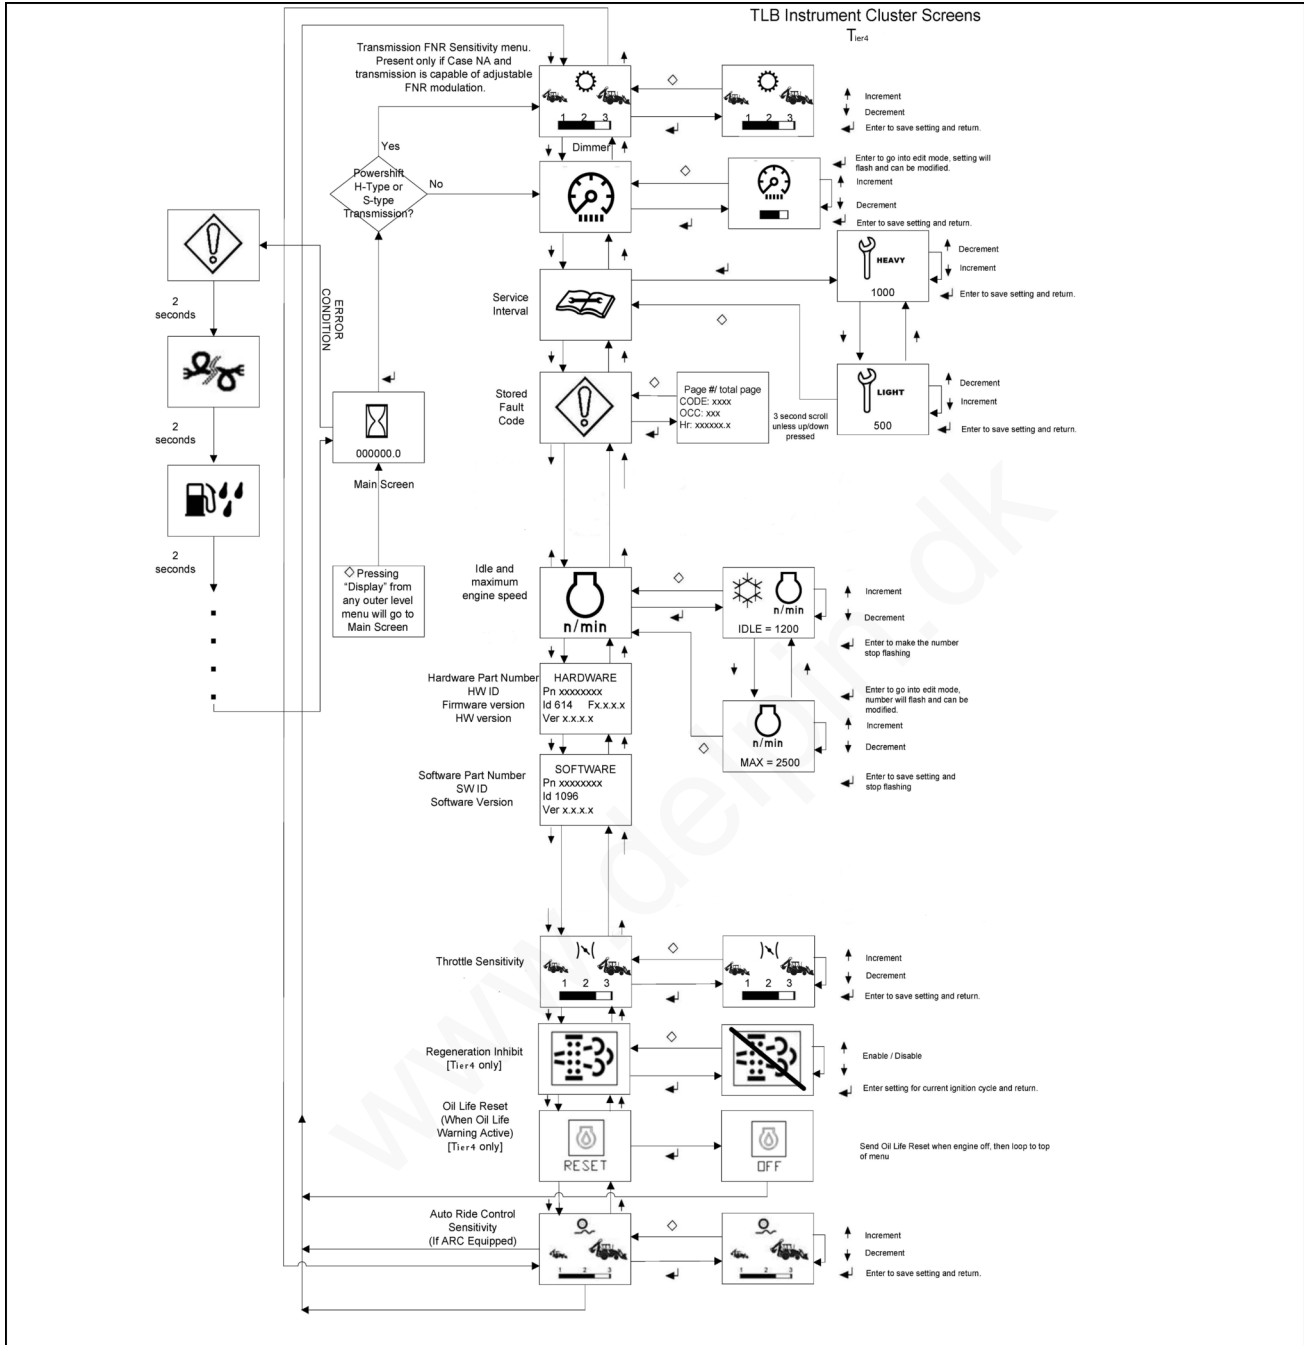 TLB Instrument Cluster Screens
Tier4
Transmission FNR Sensitivity menu.
Present only if Case NA and
transmission is capable of adjustable
FNR modulation.
1 2 3
1 2 3
Increment
Decrement
Enter to save setting and return.
Yes
Powershift
H-Type or
S-type
Transmission?
No
Dimmer
Enter to go into edit mode, setting will
flash and can be modified.
Increment
Decrement
Enter to save setting and return.
2
seconds
2
seconds
2
seconds
ERROR
CONDITION
000000.0
Main Screen
Pressing
“Display” from
any outer level
menu will go to
Main Screen
Service
Interval
HEAVY
1000
Decrement
Increment
Enter to save setting and return.
LIGHT
500
Decrement
Increment
Enter to save setting and return.
Stored
Fault
Code
Page #/ total page
CODE: xxxx
OCC: xxx
Hr: xxxxxx.x
3 second scroll
unless up/down
pressed
Idle and
maximum
engine speed
n/min
n/min
IDLE = 1200
Increment
Decrement
Enter to make the number
stop flashing
n/min
MAX = 2500
Enter to go into edit mode,
number will flash and can be
modified.
Increment
Decrement
Enter to save setting and
stop flashing
Hardware Part Number
HW ID
Firmware version
HW version
HARDWARE
Pn xxxxxxxx
Id 614 Fx.x.x.x
Ver x.x.x.x
Software Part Number
SW ID
Software Version
SOFTWARE
Pn xxxxxxxx
Id 1096
Ver x.x.x.x
Throttle Sensitivity
1 2 3
1 2 3
Increment
Decrement
Enter to save setting and return.
Regeneration Inhibit
[Tier4 only]
Enable / Disable
Enter setting for current ignition cycle and return.
Oil Life Reset
(When Oil Life
Warning Active)
[Tier4 only]
RESET
OFF
Send Oil Life Reset when engine off, then loop to top
of menu
Auto Ride Control
Sensitivity
(If ARC Equipped)
1 2 3
1 2 3
Increment
Decrement
Enter to save setting and return.
www.delpin.dk